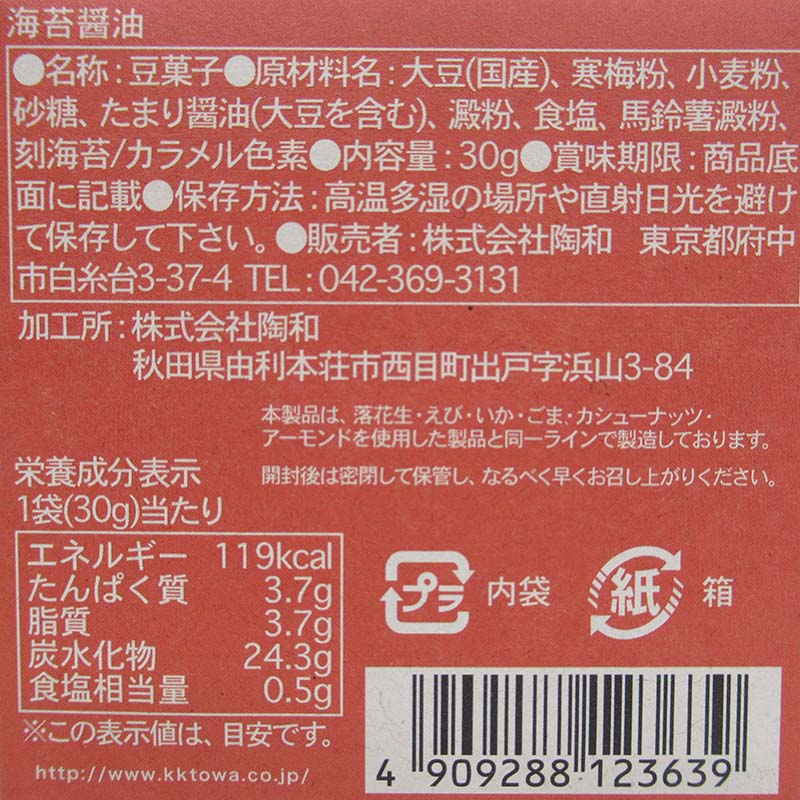 海苔醤油
●名称：豆菓子●原材料名：大豆(国産)、寒梅粉、小麦粉、
砂糖、たまり醤油(大豆を含む)、澱粉、食塩、馬鈴薯澱粉、
刻海苔/カラメル色素●内容量：30g●賞味期限：商品底
面に記載●保存方法：高温多湿の場所や直射日光を避け
て保存して下さい。●販売者：株式会社陶和　東京都府中
市白糸台3-37-4 TEL：042-369-3131
加工所：株式会社陶和
秋田県由利本荘市西目町出戸字浜山3-84
本製品は、落花生・えび・いか・ごま・カシューナッツ・
アーモンドを使用した製品と同一ラインで製造しております。
開封後は密閉して保管し、なるべく早くお召し上がりください。
栄養成分表示
1袋(30g)当たり
エネルギー 119kcal
たんぱく質 3.7g
脂質 3.7g
炭水化物 24.3g
食塩相当量 0.5g
※この表示値は、目安です。
http://www.kktowa.co.jp/
プラ 内袋 紙 箱
4 909288 123639